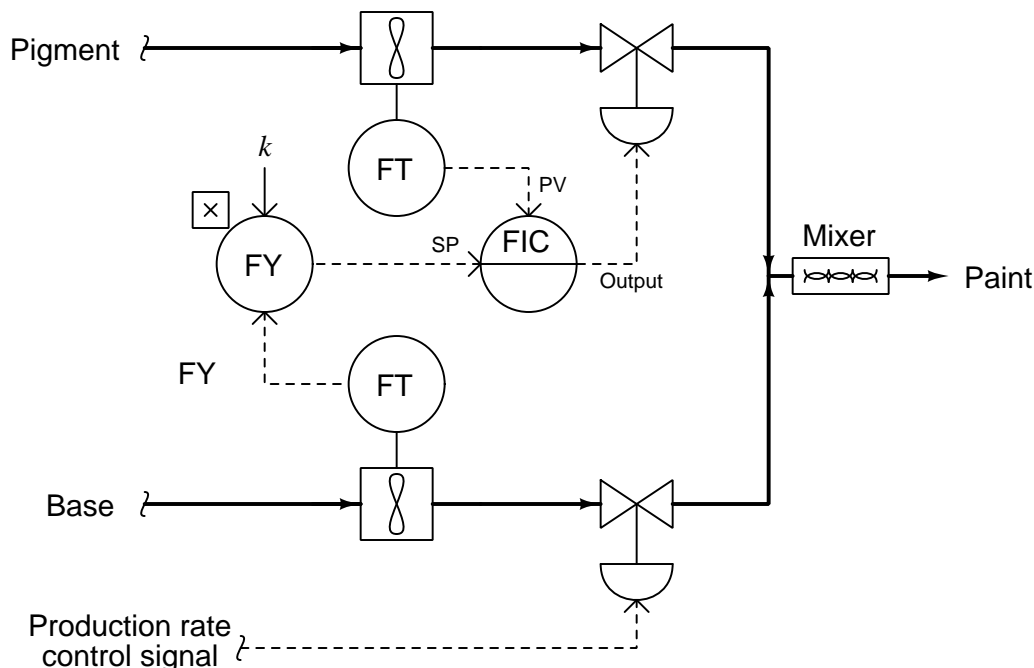 Pigment
k
FT
PV
×
SP
FIC
Mixer
FY
Output
Paint
FY
FT
Base
Production rate
control signal